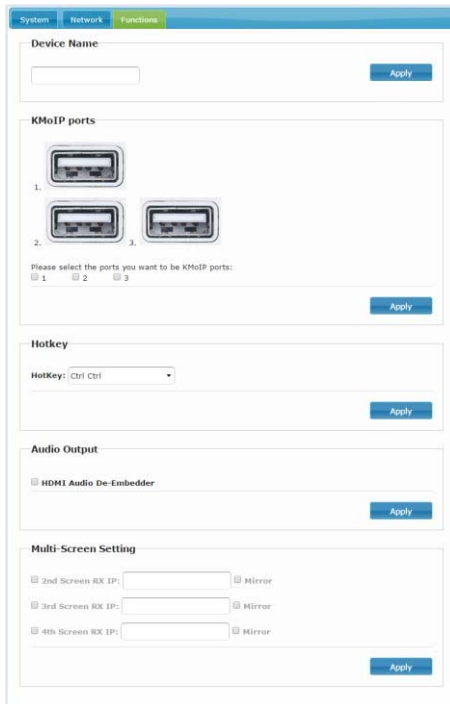 System Network Functions
Device Name
Apply
KMoIP ports
1.
2. 3.
Please select the ports you want to be KMoIP ports:
1 2 3
Apply
Hotkey
HotKey: Ctrl Ctrl
Apply
Audio Output
HDMI Audio De-Embedder
Apply
Multi-Screen Setting
2nd Screen RX IP: Mirror
3rd Screen RX IP: Mirror
4th Screen RX IP: Mirror
Apply